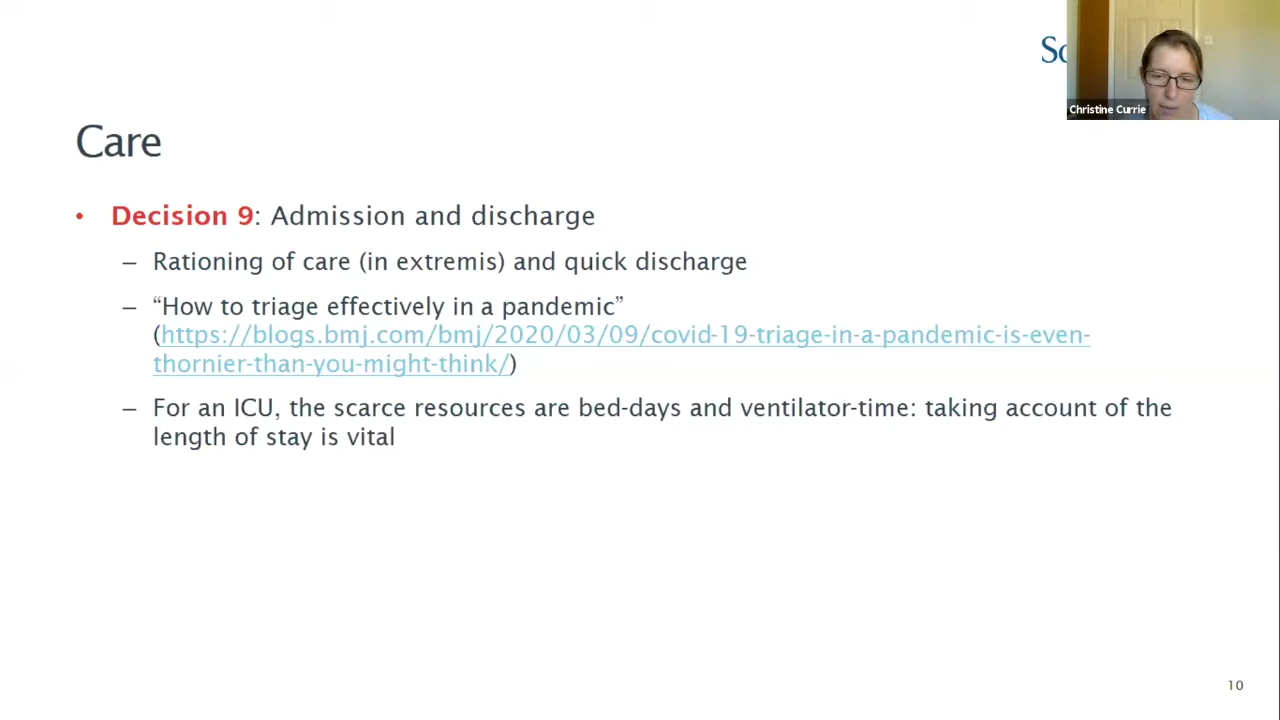 Christine Currie
Care
• Decision 9: Admission and discharge
– Rationing of care (in extremis) and quick discharge
– “How to triage effectively in a pandemic”
(https://blogs.bmj.com/bmj/2020/03/09/covid-19-triage-in-a-pandemic-is-even-
thornier-than-you-might-think/)
– For an ICU, the scarce resources are bed-days and ventilator-time: taking account of the
length of stay is vital
10